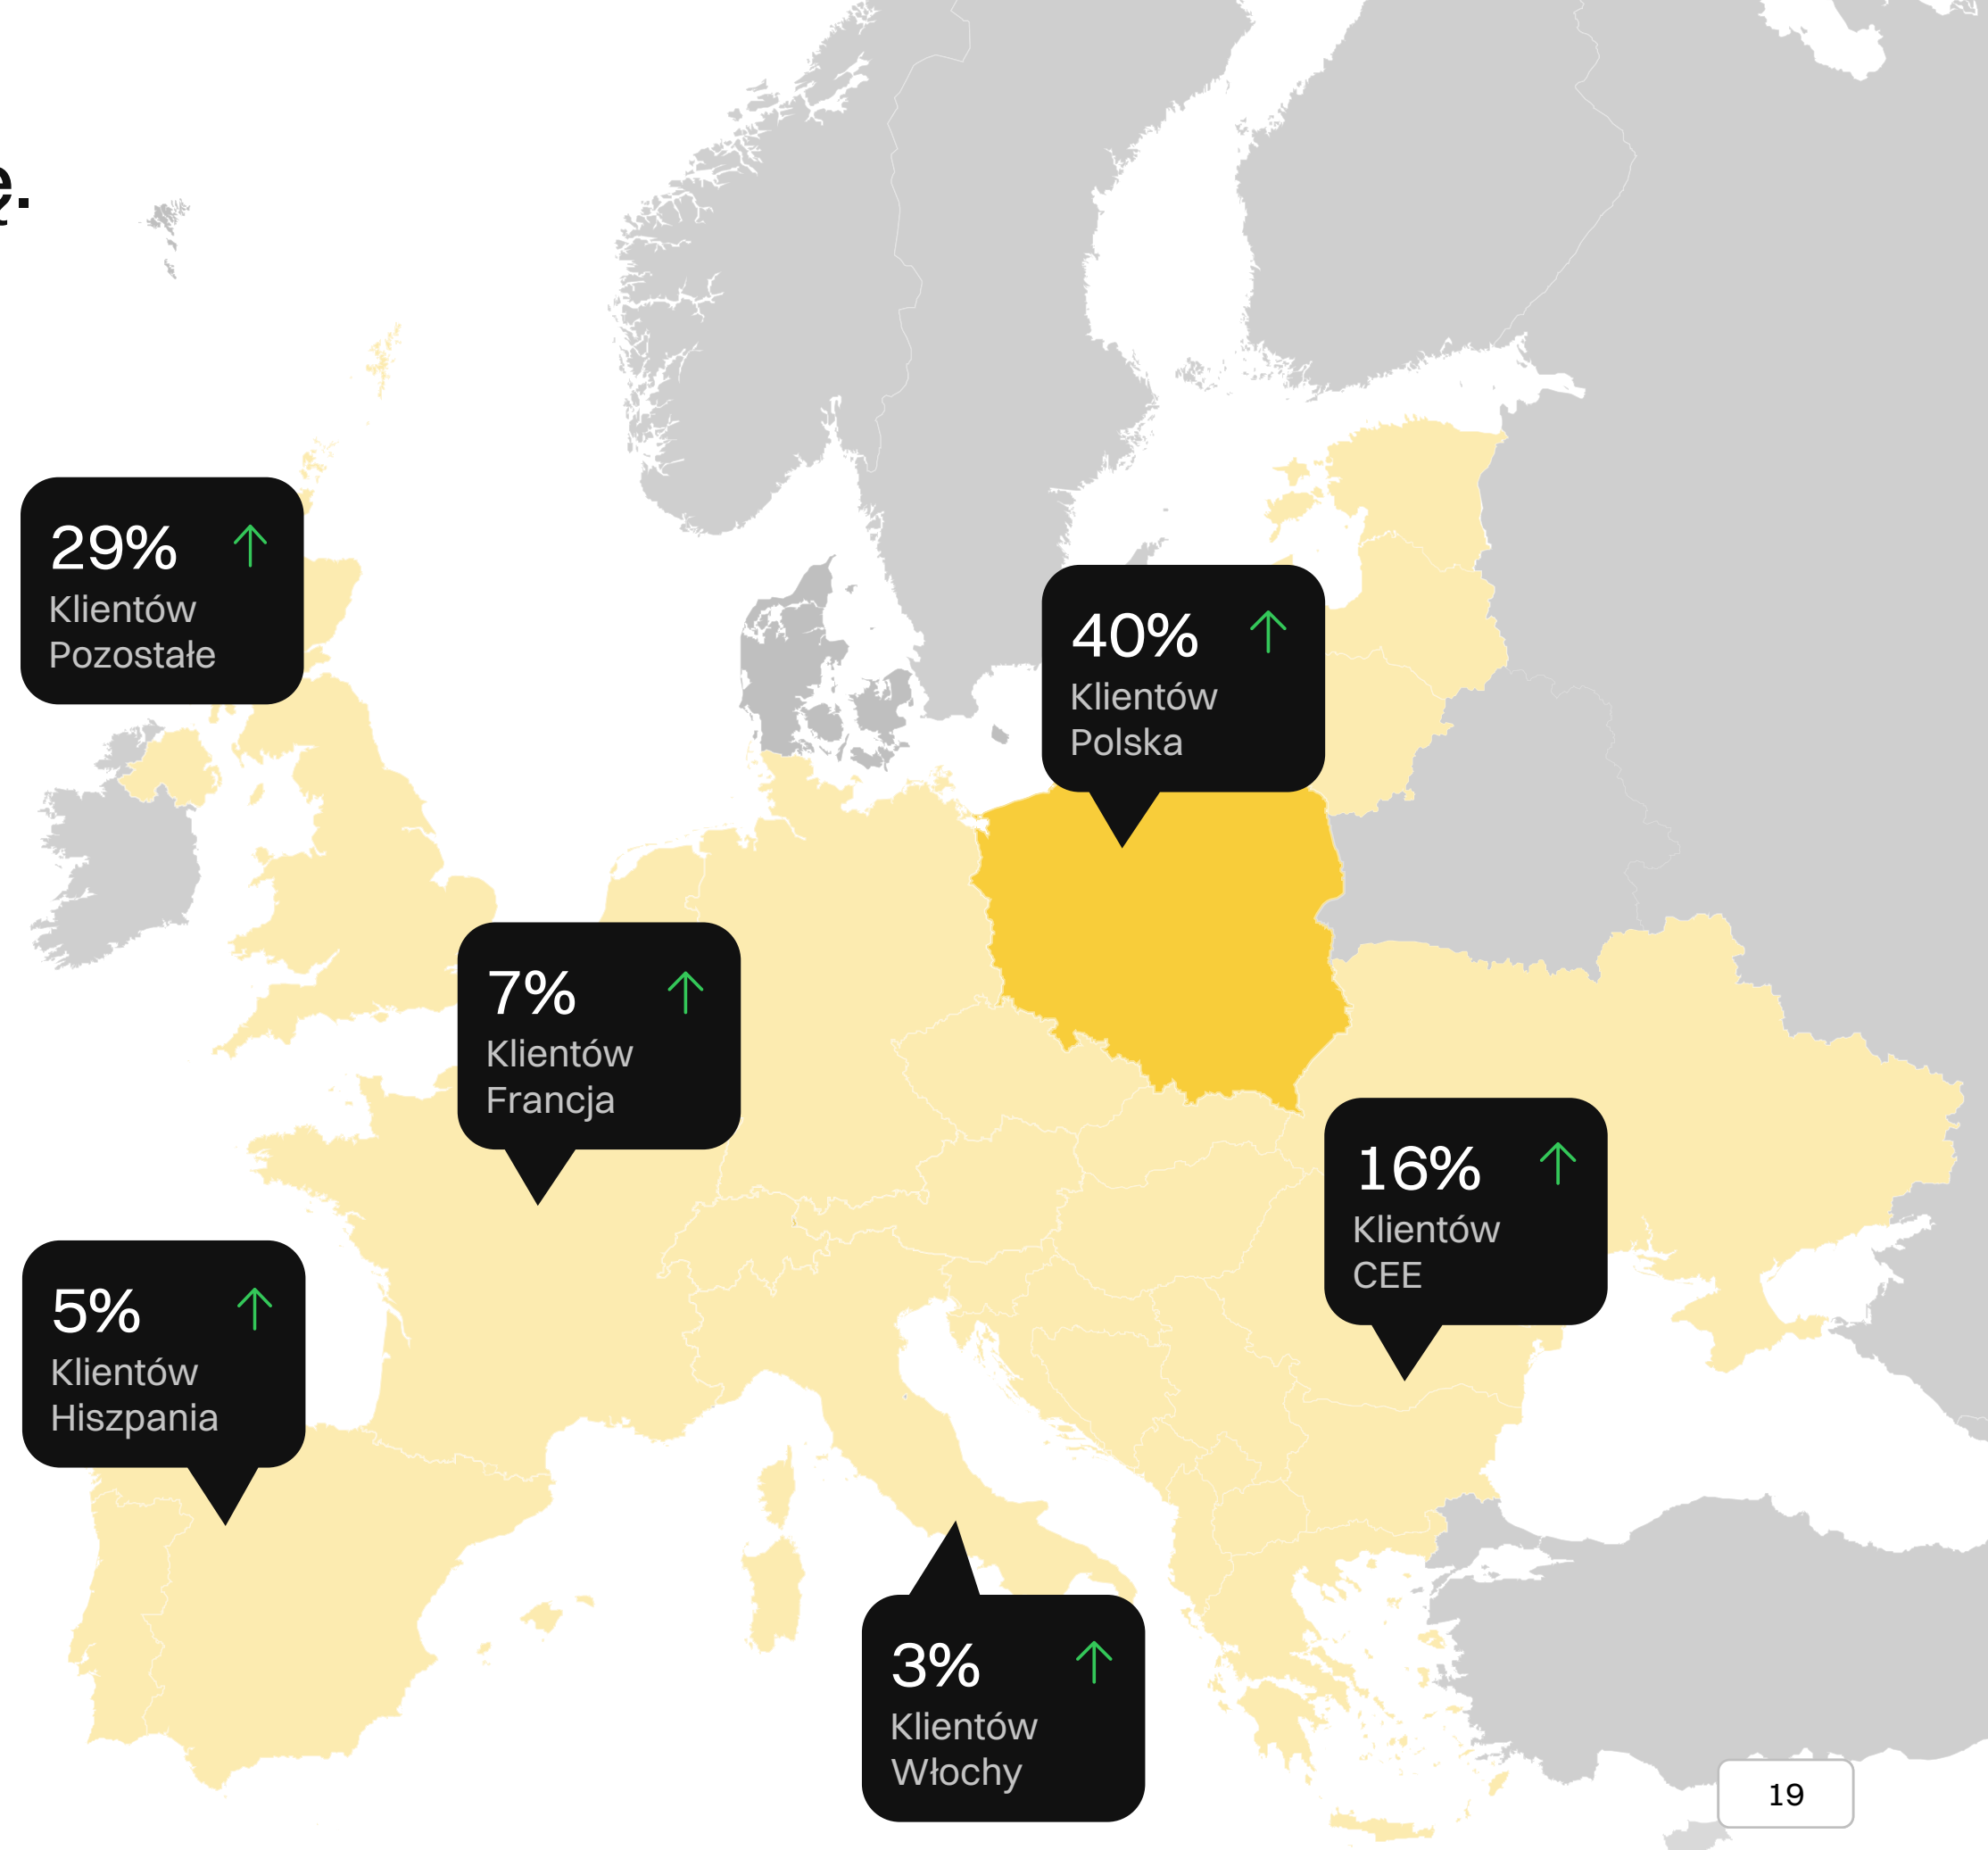 ę.
29%
Klientów
Pozostałe
40%
Klientów
Polska
7%
Klientów
Francja
16%
Klientów
CEE
5%
Klientów
Hiszpania
3%
Klientów
Włochy
19